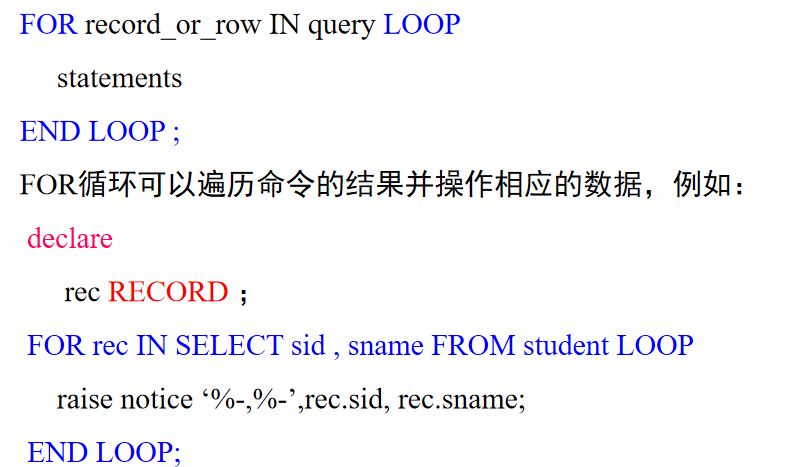 FOR record_or_row IN query LOOP
statements
END LOOP ;
FOR循环可以遍历命令的结果并操作相应的数据，例如：
declare
rec RECORD ；
FOR rec IN SELECT sid , sname FROM student LOOP
raise notice ‘%-,%-’,rec.sid, rec.sname;
END LOOP;